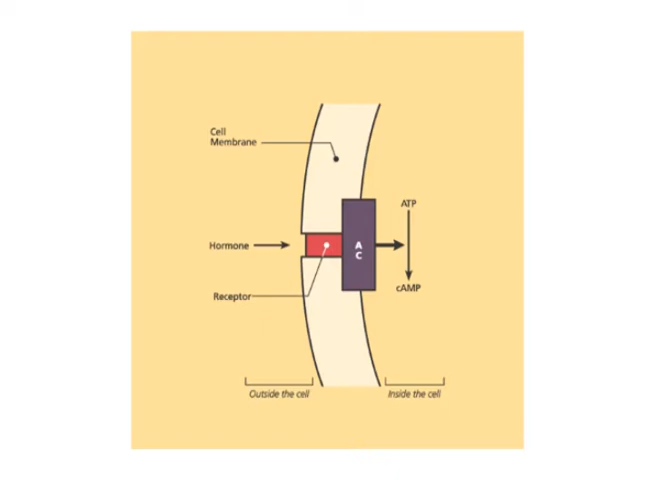 Cell
Membrane
ATP
Hormone
A
C
cAMP
Receptor
Outside the cell
Inside the cell